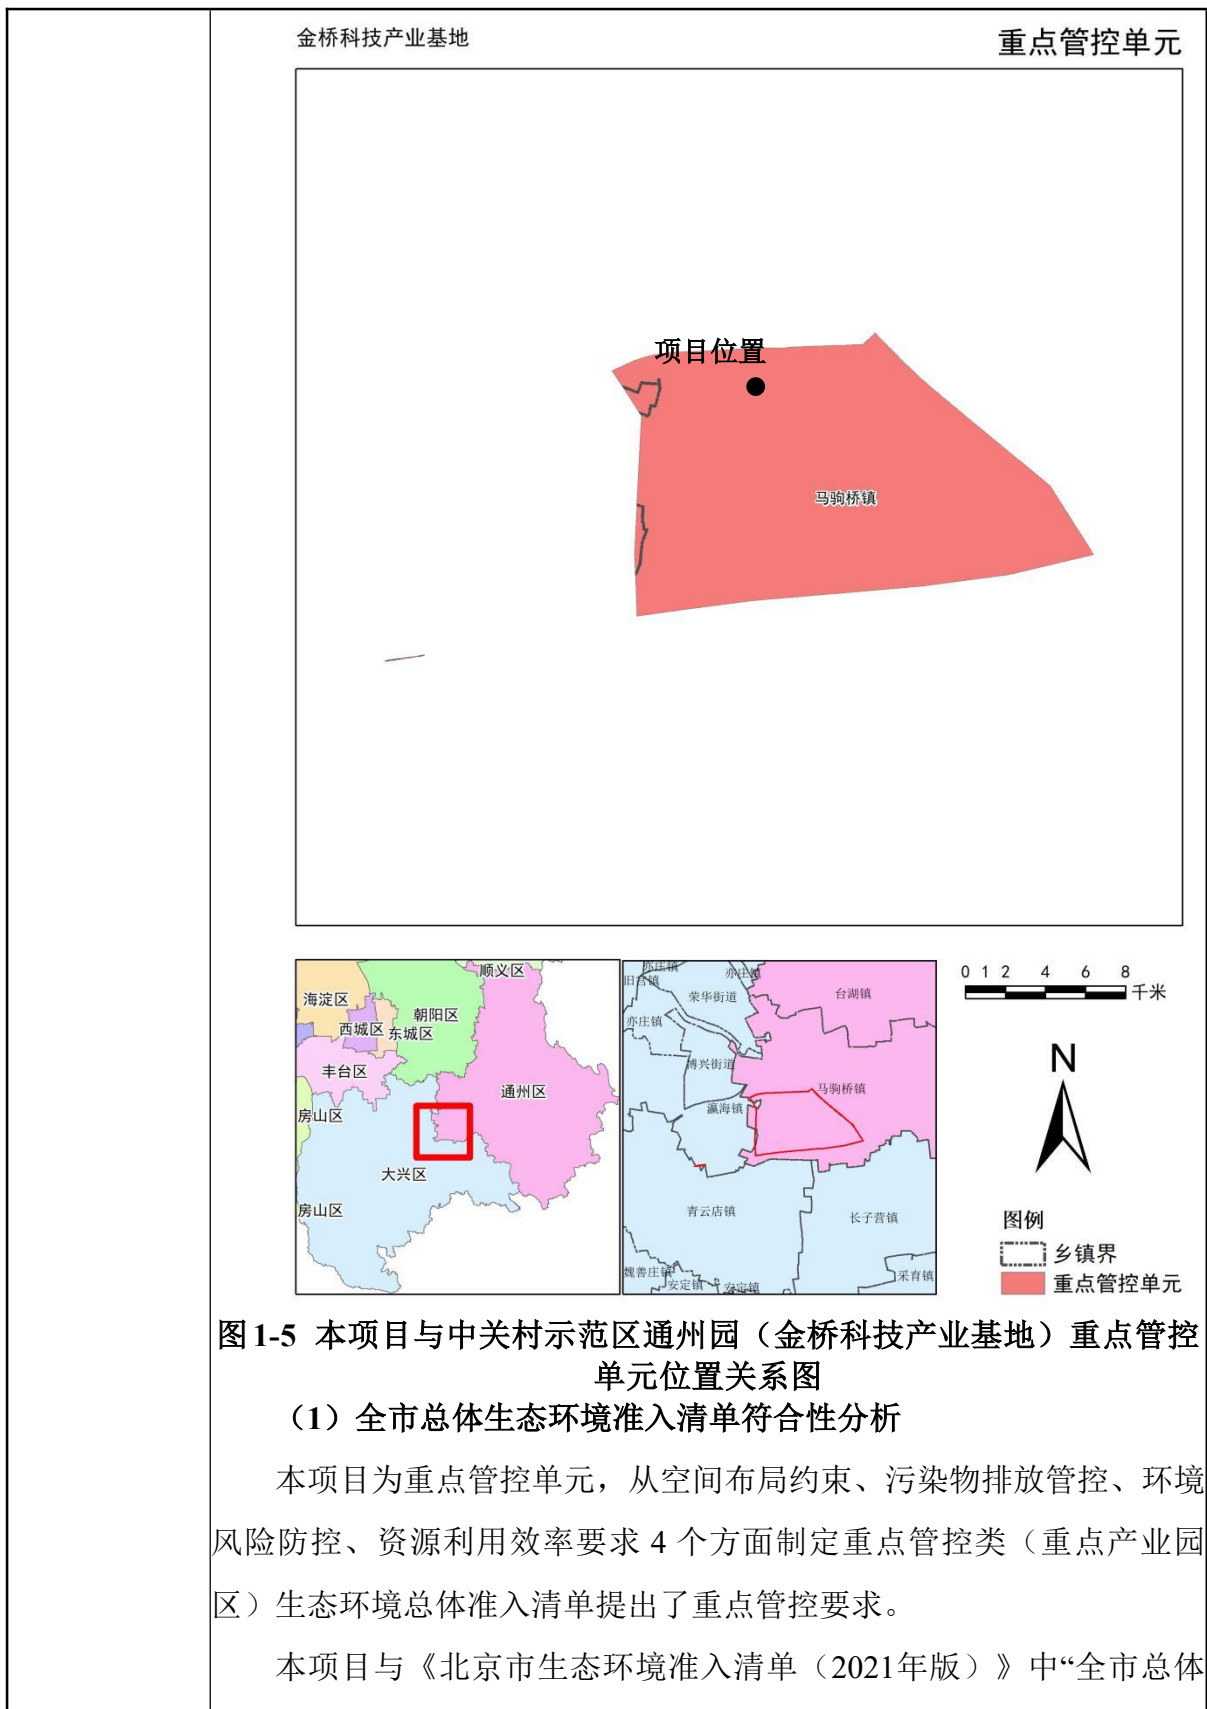 金桥科技产业基地
重点管控单元
项目位置
马驹桥镇
顺义区
海淀区
朝阳区
西城区
东城区
丰台区
通州区
房山区
大兴区
房山区
亦庄镇
亦庄镇
旧宫镇
荣华街道
台湖镇
亦庄镇
博兴街道
马驹桥镇
瀛海镇
青云店镇
长子营镇
魏善庄镇
安定镇
安定镇
采育镇
0 1 2 4 6 8
千米
N
图例
乡镇界
重点管控单元
图1-5 本项目与中关村示范区通州园（金桥科技产业基地）重点管控
单元位置关系图
（1）全市总体生态环境准入清单符合性分析
本项目为重点管控单元，从空间布局约束、污染物排放管控、环境
风险防控、资源利用效率要求 4 个方面制定重点管控类（重点产业园
区）生态环境总体准入清单提出了重点管控要求。
本项目与《北京市生态环境准入清单（2021年版）》中“全市总体